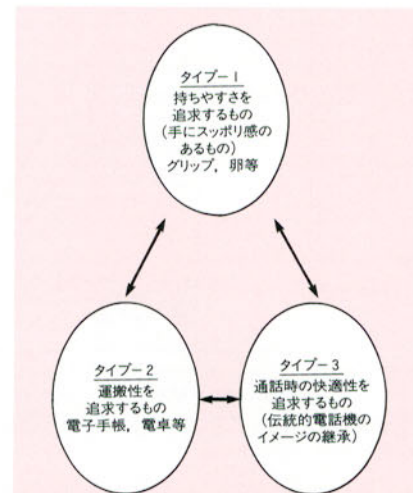 タイプー1
持ちやすさを
追求するもの
(手にスッポリ感の
あるもの)
グリップ，卵等
タイプー2
運搬性を
追求するもの
電子手帳，電卓等
タイプー3
通話時の快適性を
追求するもの
(伝統的電話機の
イメージの継承)